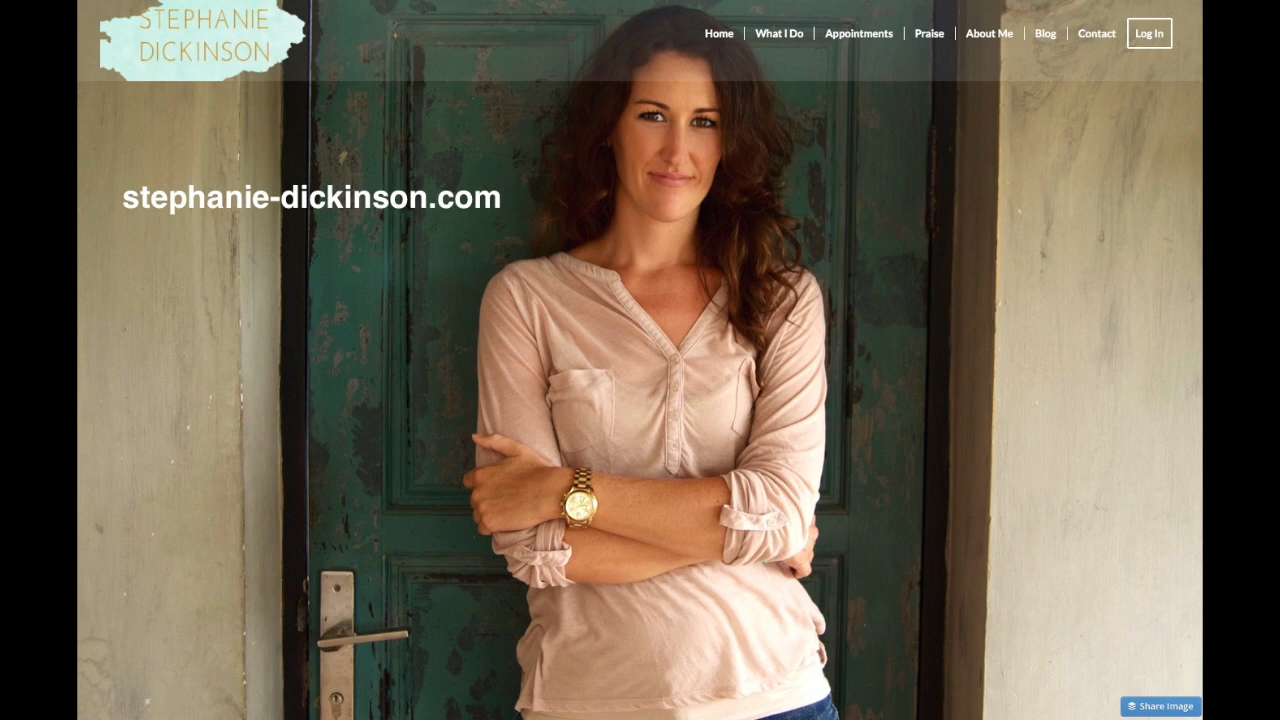 STEPHANIE
DICKINSON
Home
What I Do
Appointments
Praise
About Me
Blog
Contact
Log In
stephanie-dickinson.com
Share Image